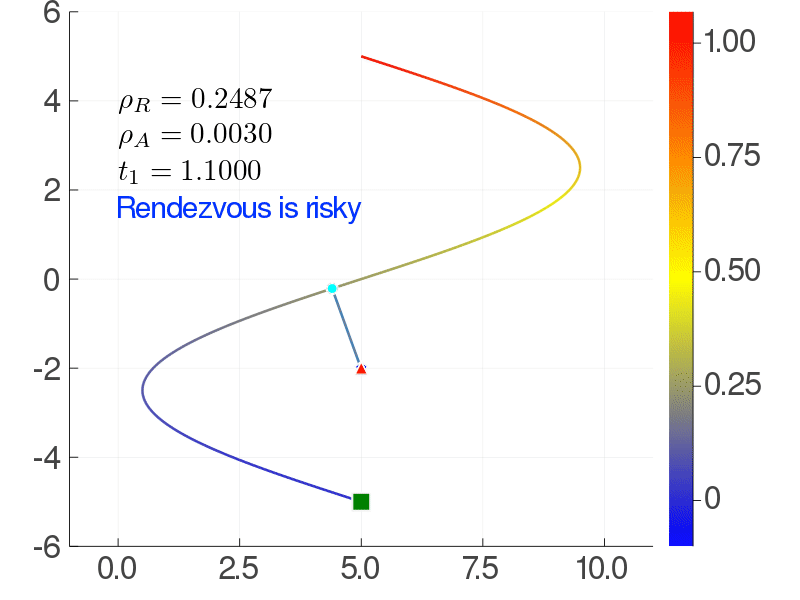 6
4
2
0
-2
-4
-6
ρ_R = 0.2487
ρ_A = 0.0030
t_1 = 1.1000
Rendezvous is risky
0.0 2.5 5.0 7.5 10.0
1.00
0.75
0.50
0.25
0